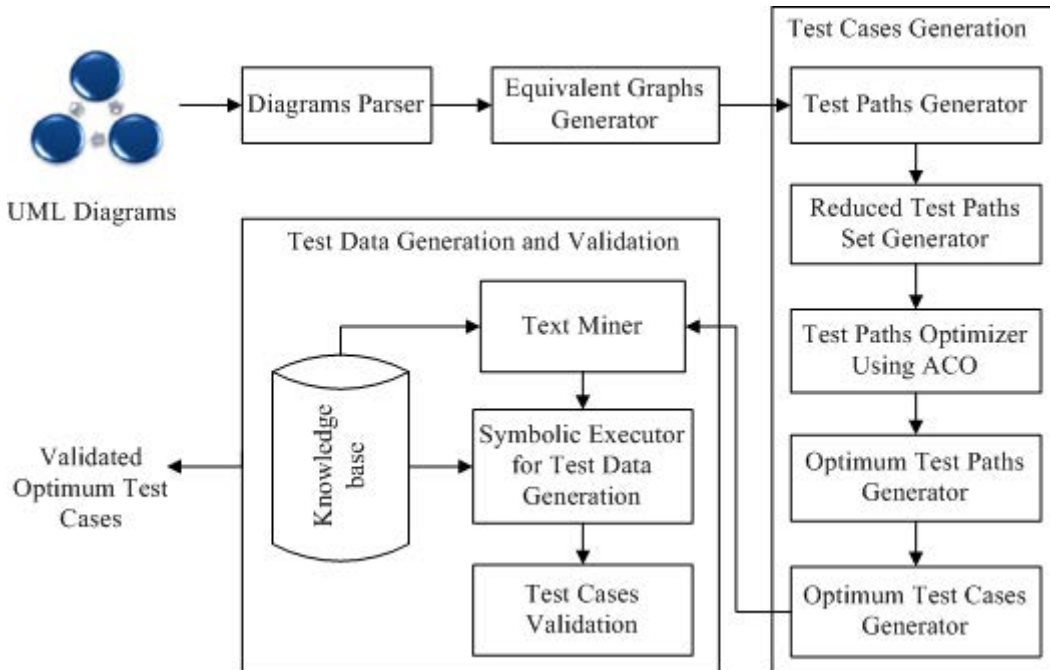 Test Cases Generation
UML Diagrams
Diagrams Parser
Equivalent Graphs
Generator
Test Paths Generator
Reduced Test Paths
Set Generator
Test Paths Optimizer
Using ACO
Optimum Test Paths
Generator
Optimum Test Cases
Generator
Test Data Generation and Validation
Text Miner
Knowledge
base
Symbolic Executor
for Test Data
Generation
Test Cases
Validation
Validated
Optimum Test
Cases